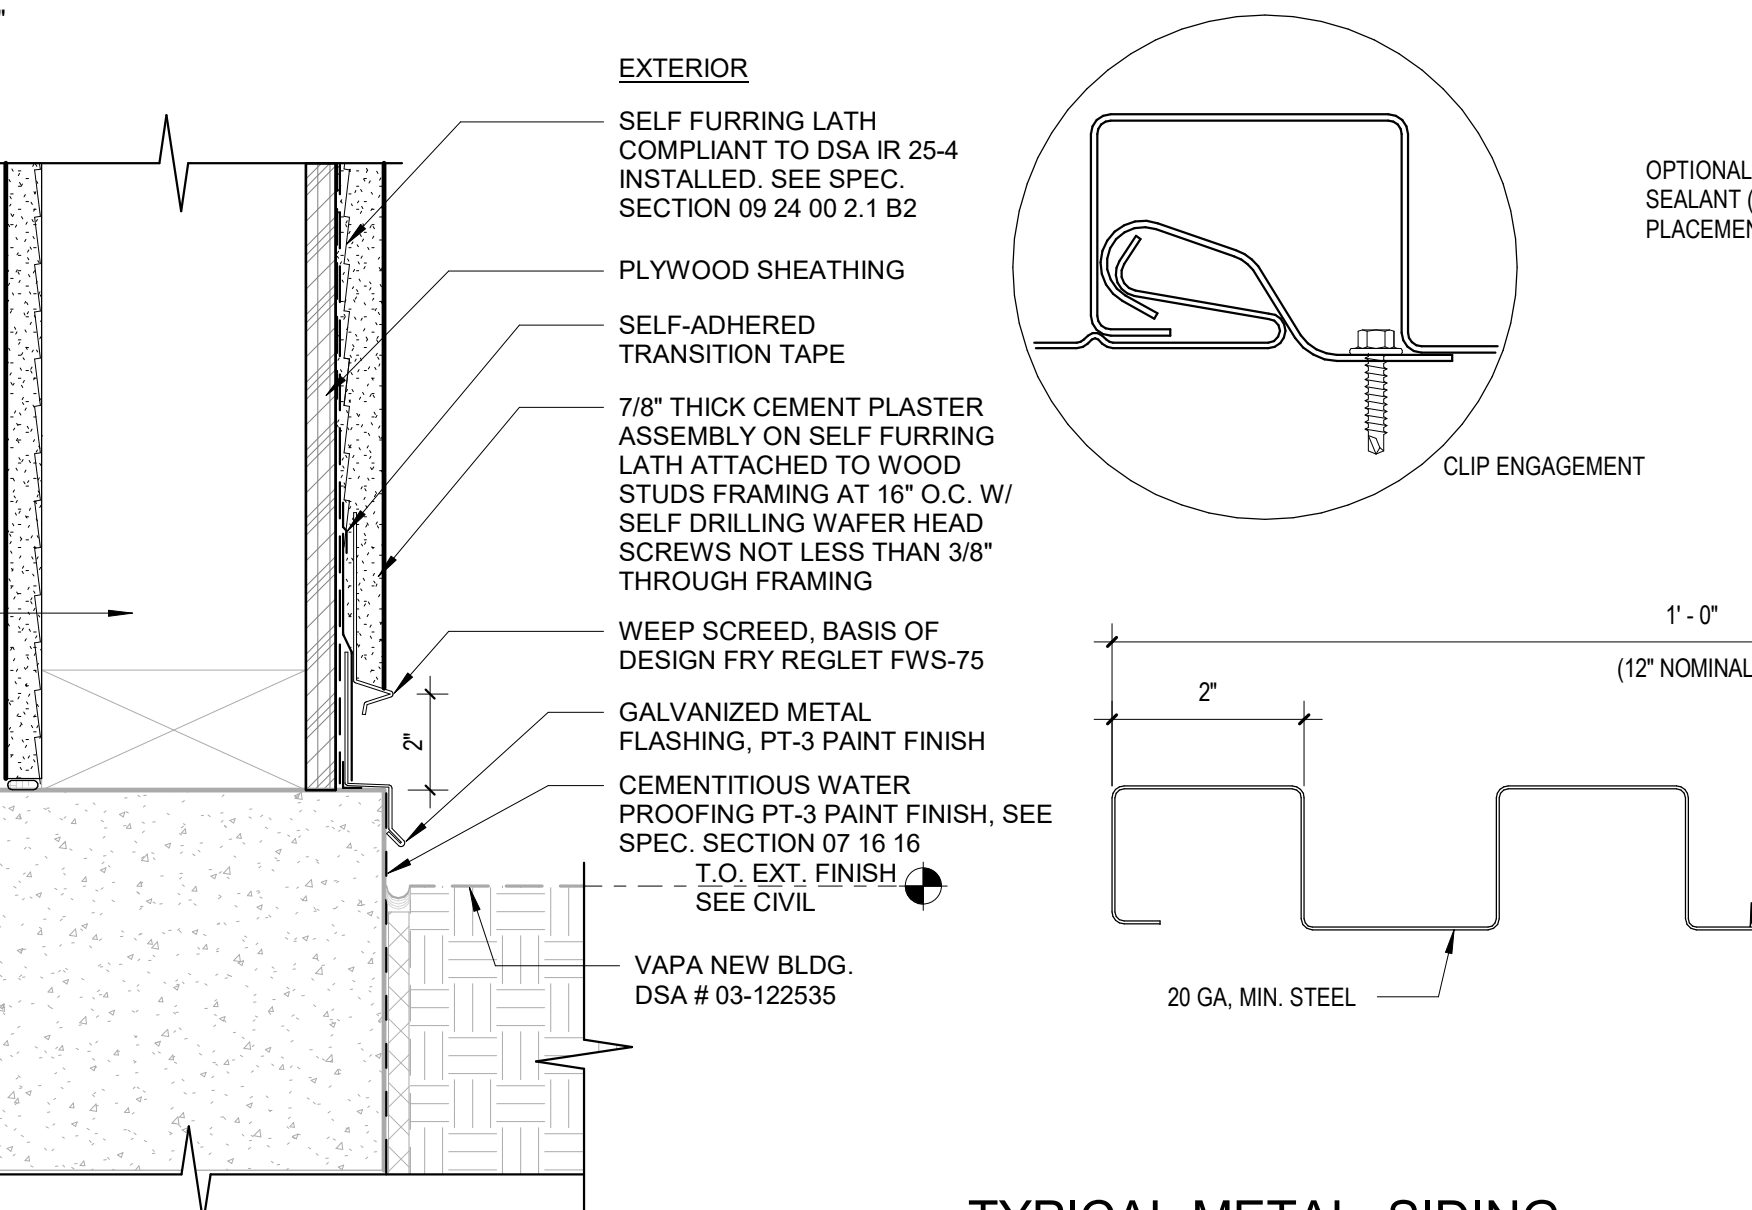 "
EXTERIOR
SELF FURRING LATH
COMPLIANT TO DSA IR 25-4
INSTALLED. SEE SPEC.
SECTION 09 24 00 2.1 B2
PLYWOOD SHEATHING
SELF-ADHERED
TRANSITION TAPE
7/8" THICK CEMENT PLASTER
ASSEMBLY ON SELF FURRING
LATH ATTACHED TO WOOD
STUDS FRAMING AT 16" O.C. W/
SELF DRILLING WAFER HEAD
SCREWS NOT LESS THAN 3/8"
THROUGH FRAMING
WEEP SCREED, BASIS OF
DESIGN FRY REGLET FWS-75
2"
GALVANIZED METAL
FLASHING, PT-3 PAINT FINISH
CEMENTITIOUS WATER
PROOFING PT-3 PAINT FINISH, SEE
SPEC. SECTION 07 16 16
T.O. EXT. FINISH
SEE CIVIL
VAPA NEW BLDG.
DSA # 03-122535
OPTIONAL
SEALANT (
PLACEMEN
CLIP ENGAGEMENT
1' - 0"
(12" NOMINAL
2"
20 GA, MIN. STEEL
TYPICAL METAL SIDING